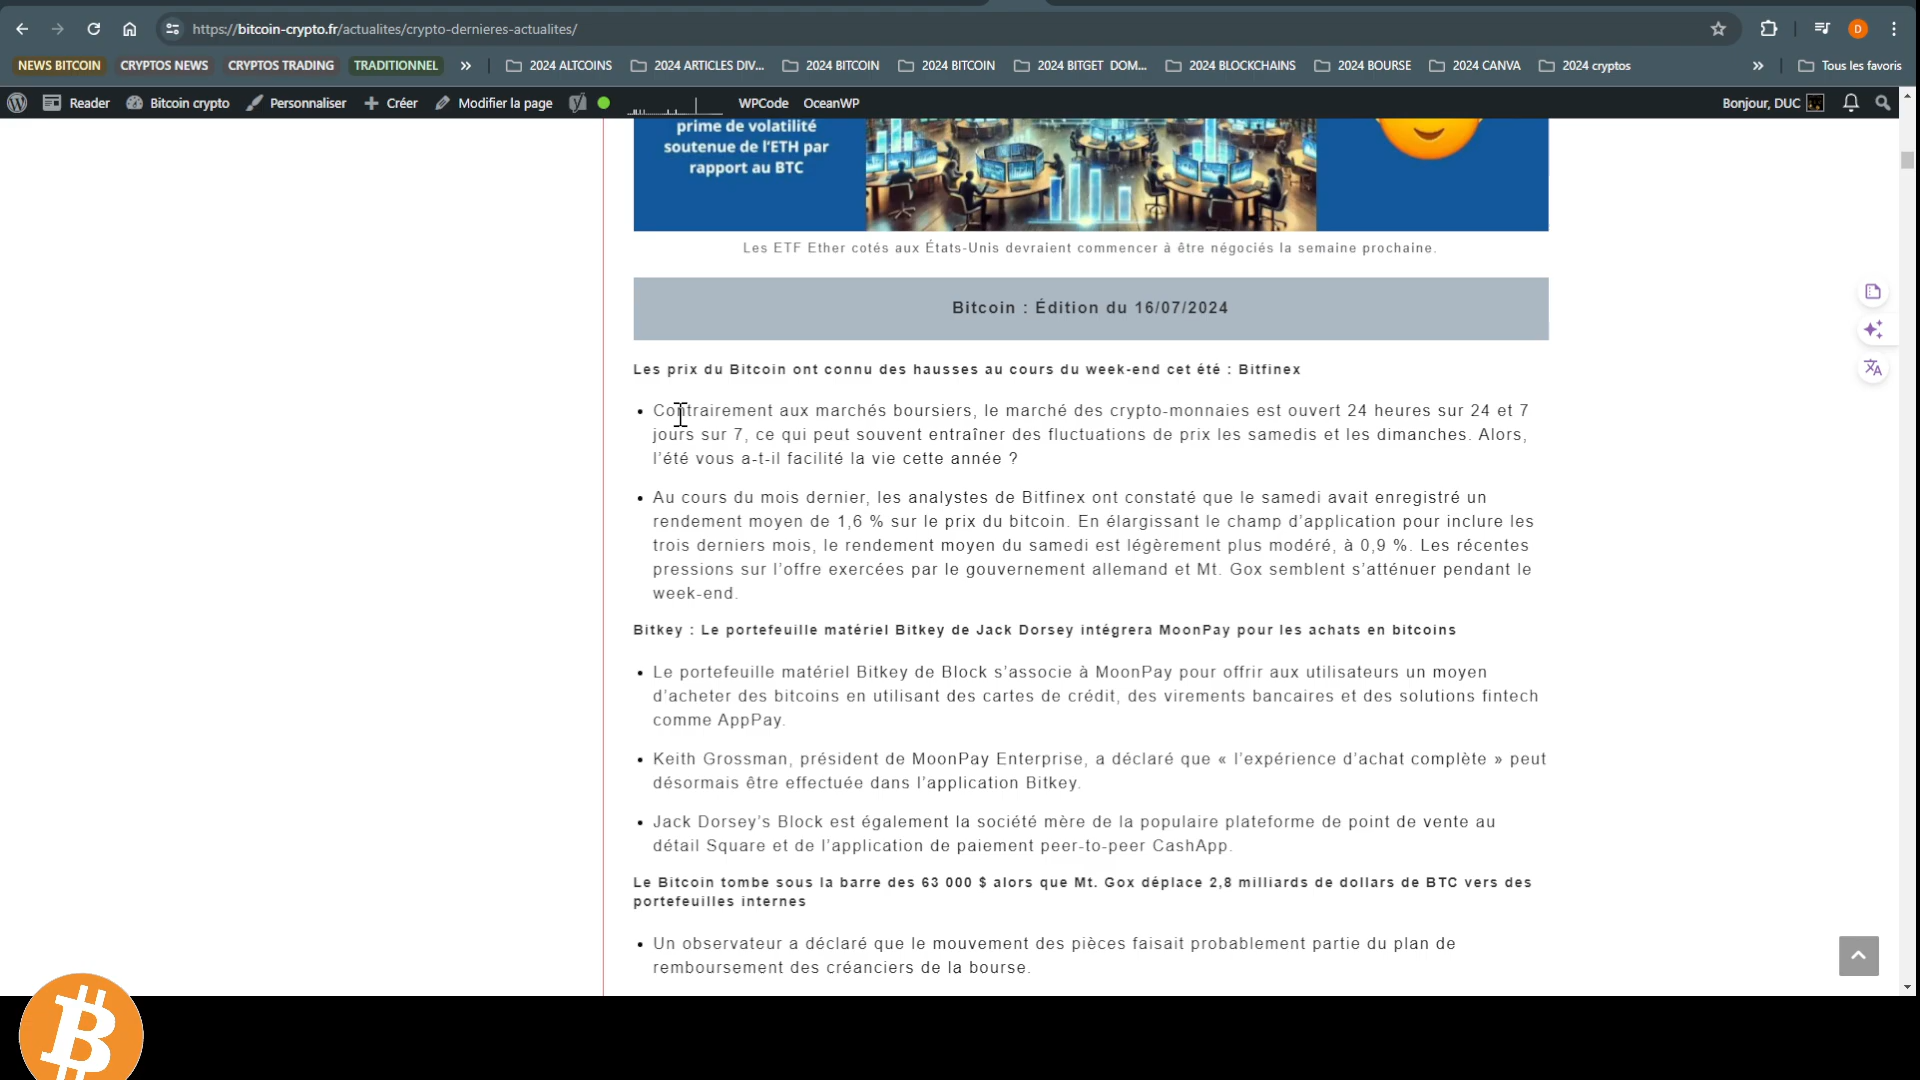 https://bitcoin-crypto.fr/actualites/crypto-dernieres-actualites/
D
NEWS BITCOIN CRYPTOS NEWS CRYPTOS TRADING TRADITIONNEL » 2024 ALTCOINS 2024 ARTICLES DIV... 2024 BITCOIN 2024 BITCOIN 2024 BITGET DOM... 2024 BLOCKCHAINS 2024 BOURSE 2024 CANVA 2024 cryptos » Tous les favoris
Reader Bitcoin crypto Personnaliser Créer Modifier la page WPCode OceanWP Bonjour, DUC
prime de volatilité
soutenue de l'ETH par
rapport au BTC
Les ETF Ether cotés aux États-Unis devraient commencer à être négociés la semaine prochaine.
Bitcoin : Édition du 16/07/2024
Les prix du Bitcoin ont connu des hausses au cours du week-end cet été : Bitfinex
• Contrairement aux marchés boursiers, le marché des crypto-monnaies est ouvert 24 heures sur 24 et 7
jours sur 7, ce qui peut souvent entraîner des fluctuations de prix les samedis et les dimanches. Alors,
l'été vous a-t-il facilité la vie cette année ?
• Au cours du mois dernier, les analystes de Bitfinex ont constaté que le samedi avait enregistré un
rendement moyen de 1,6 % sur le prix du bitcoin. En élargissant le champ d'application pour inclure les
trois derniers mois, le rendement moyen du samedi est légèrement plus modéré, à 0,9 %. Les récentes
pressions sur l'offre exercées par le gouvernement allemand et Mt. Gox semblent s'atténuer pendant le
week-end.
Bitkey : Le portefeuille matériel Bitkey de Jack Dorsey intégrera MoonPay pour les achats en bitcoins
• Le portefeuille matériel Bitkey de Block s'associe à MoonPay pour offrir aux utilisateurs un moyen
d'acheter des bitcoins en utilisant des cartes de crédit, des virements bancaires et des solutions fintech
comme AppPay.
• Keith Grossman, président de MoonPay Enterprise, a déclaré que « l'expérience d'achat complète » peut
désormais être effectuée dans l'application Bitkey.
• Jack Dorsey's Block est également la société mère de la populaire plateforme de point de vente au
détail Square et de l'application de paiement peer-to-peer CashApp.
Le Bitcoin tombe sous la barre des 63 000 $ alors que Mt. Gox déplace 2,8 milliards de dollars de BTC vers des
portefeuilles internes
• Un observateur a déclaré que le mouvement des pièces faisait probablement partie du plan de
remboursement des créanciers de la bourse.